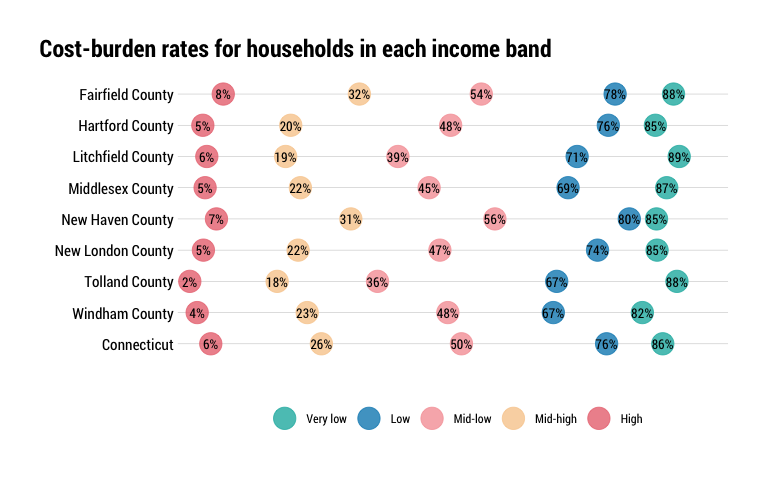 Cost-burden rates for households in each income band
Fairfield County 8% 32% 54% 78% 88%
Hartford County 5% 20% 48% 76% 85%
Litchfield County 6% 19% 39% 71% 89%
Middlesex County 5% 22% 45% 69% 87%
New Haven County 7% 31% 56% 80% 85%
New London County 5% 22% 47% 74% 85%
Tolland County 2% 18% 36% 67% 88%
Windham County 4% 23% 48% 67% 82%
Connecticut 6% 26% 50% 76% 86%
Very low Low Mid-low Mid-high High